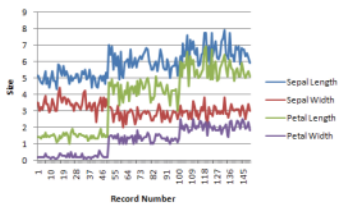 9
8
7
6
5
4
3
2
1
0
Size
1 10 19 28 37 46 55 64 73 82 91 100 109 118 127 136 145
Record Number
Sepal Length
Sepal Width
Petal Length
Petal Width